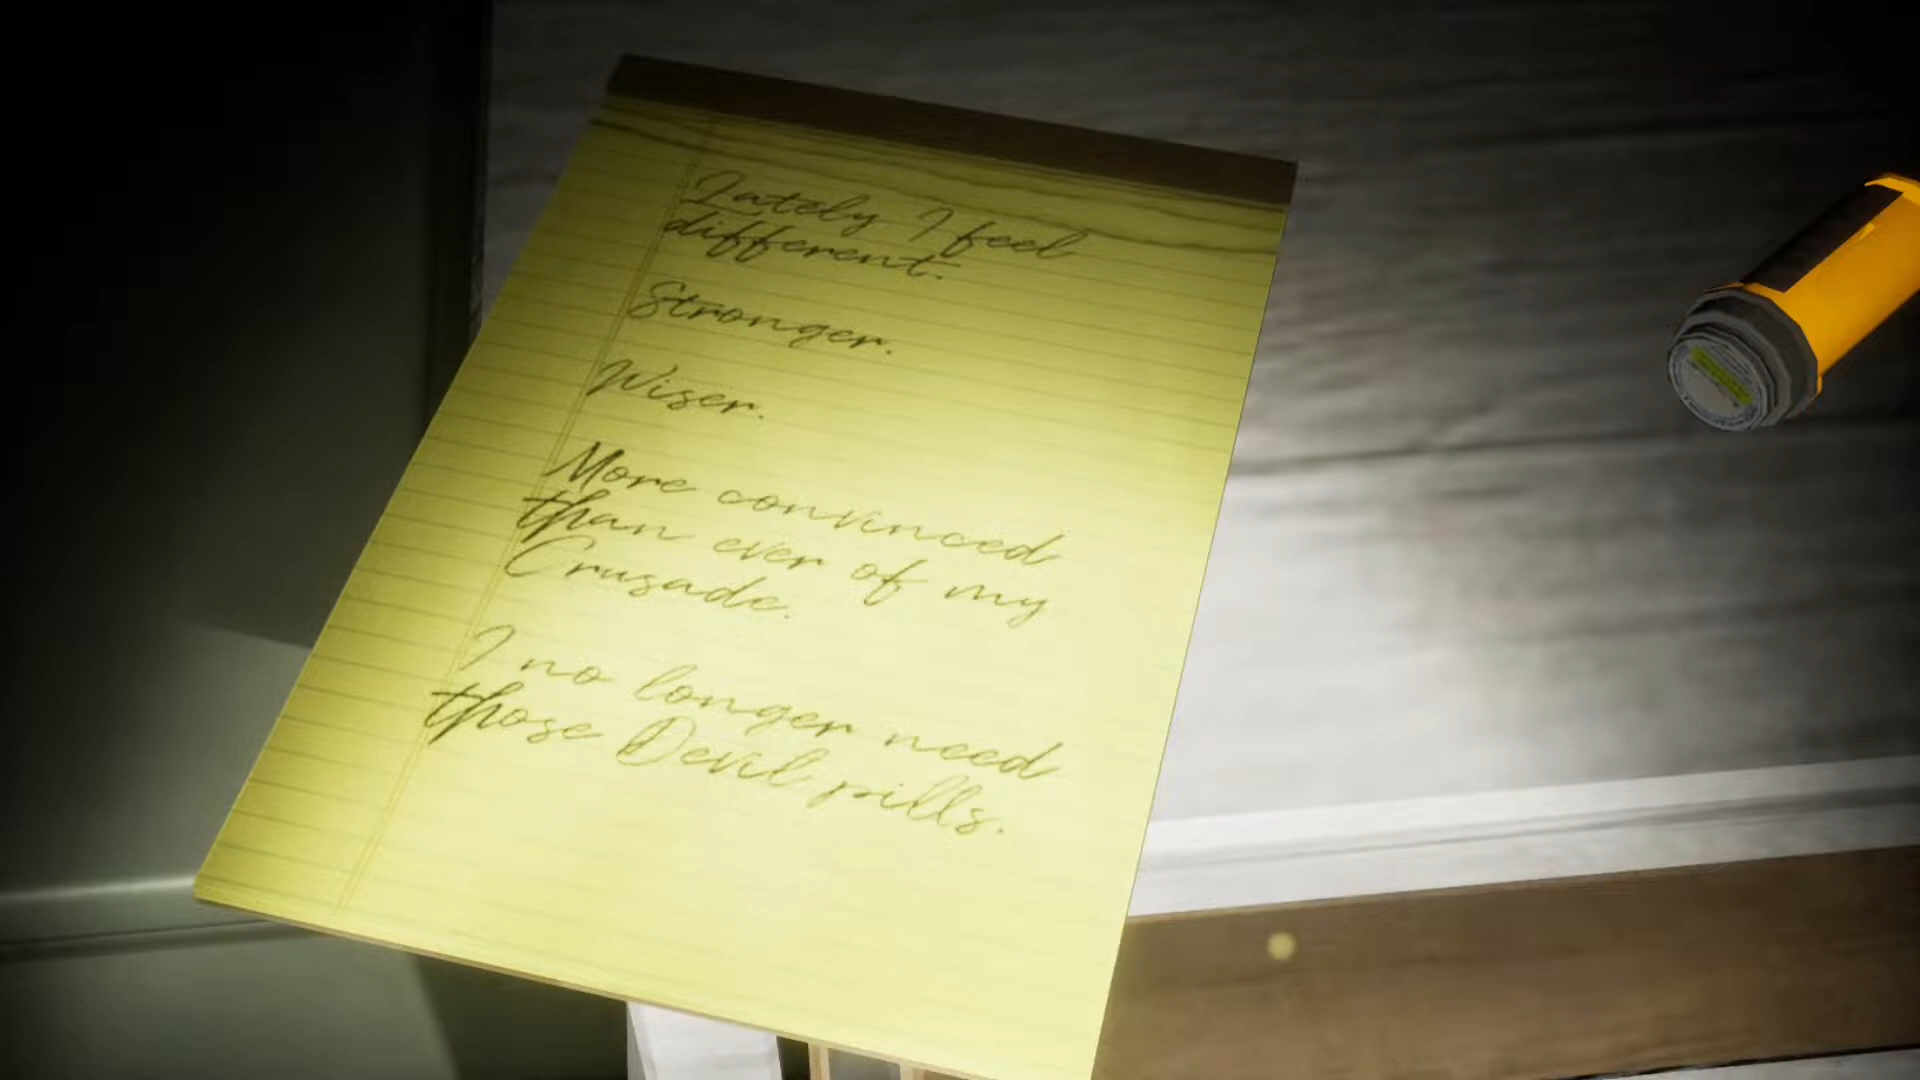 Lately I feel
different.
Stronger.
Wiser.
More convinced
than ever of my
Crusade.
I no longer need
those Devil pills.